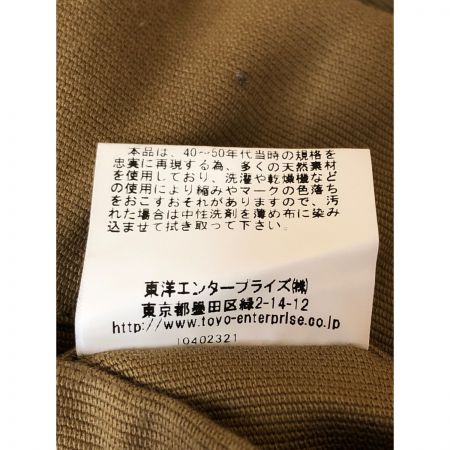 本品は、40～50年代当時の規格を
忠実に再現する為、多くの天然素材
を使用しており、洗濯や乾燥機など
の使用により縮みやマークの色落ち
をおこすおそれがありますので、汚
れた場合は中性洗剤を薄め布に染み
込ませて拭き取って下さい。
東洋エンタープライズ㈱
東京都墨田区緑2-14-12
http://www.toyo-enterprise.co.jp
10402321